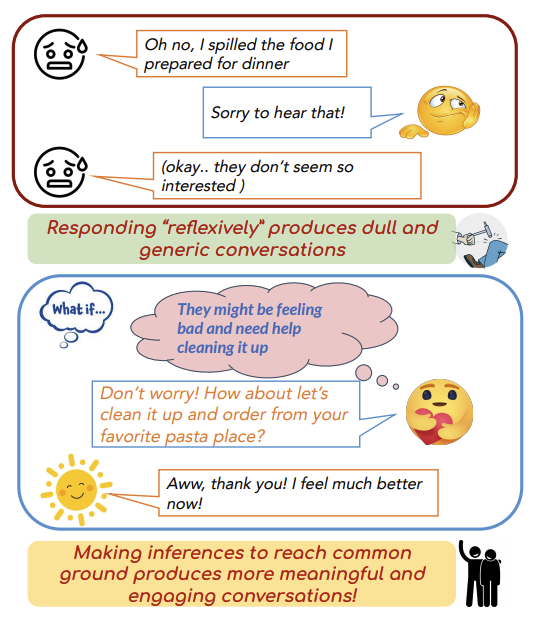 Oh no, I spilled the food I
prepared for dinner
Sorry to hear that!
(okay.. they don't seem so
interested )
Responding "reflexively" produces dull and
generic conversations
What if...
They might be feeling
bad and need help
cleaning it up
Don't worry! How about let's
clean it up and order from your
favorite pasta place?
Aww, thank you! I feel much better
now!
Making inferences to reach common
ground produces more meaningful and
engaging conversations!